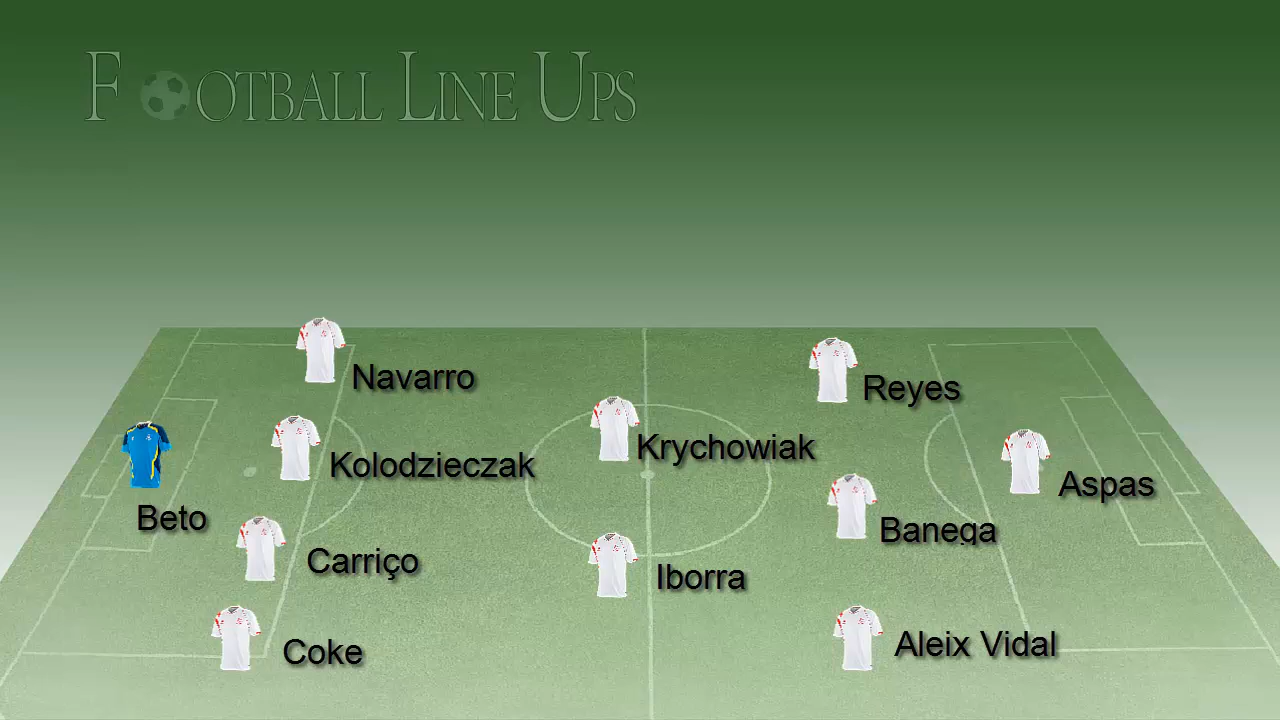 FOOTBALL LINE UPS
Navarro
Reyes
Kolodzieczak
Krychowiak
Aspas
Beto
Banega
Carriço
Iborra
Coke
Aleix Vidal